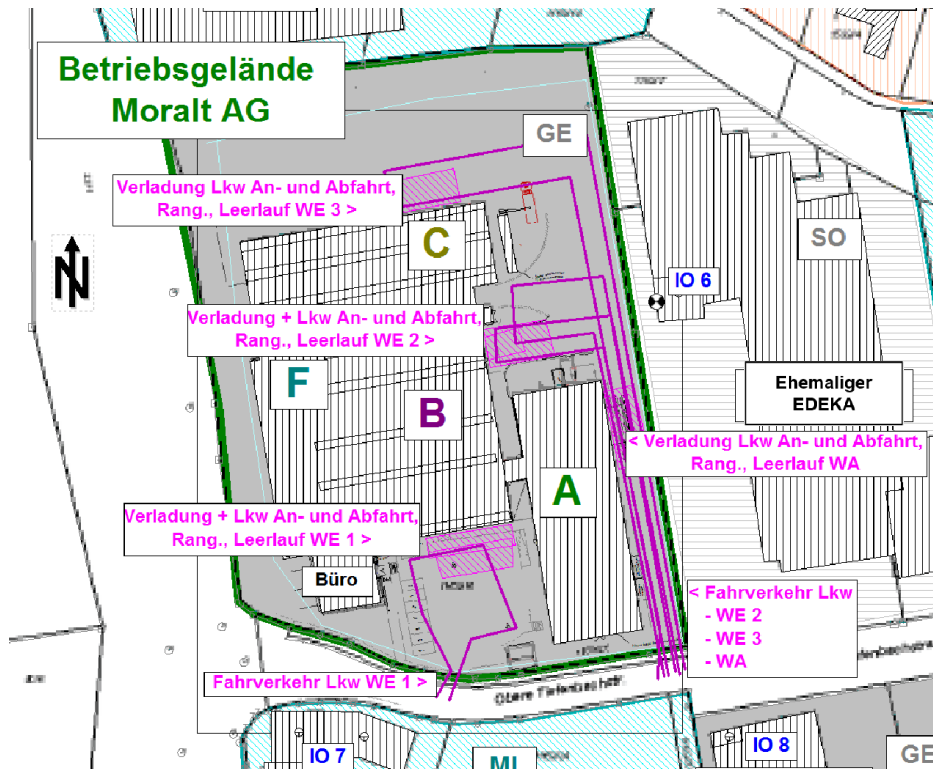 Betriebsgelände
Moralt AG
GE
Verladung Lkw An- und Abfahrt,
Rang., Leerlauf WE 3 >
C
SO
N
IO 6
Verladung + Lkw An- und Abfahrt,
Rang., Leerlauf WE 2 >
F
B
Ehemaliger
EDEKA
< Verladung Lkw An- und Abfahrt,
Rang., Leerlauf WA
A
Verladung + Lkw An- und Abfahrt,
Rang., Leerlauf WE 1 >
Büro
< Fahrverkehr Lkw
- WE 2
- WE 3
- WA
Fahrverkehr Lkw WE 1 >
Obere
IO 7
MI
IO 8
GE